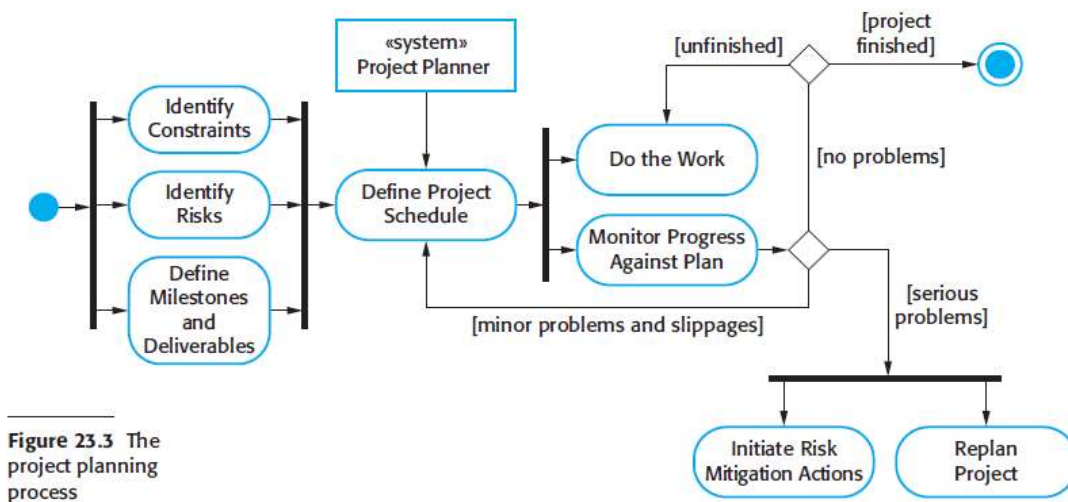 «system»
Project Planner
[unfinished]
[project
finished]
Identify
Constraints
Do the Work
[no problems]
Identify
Risks
Define Project
Schedule
Monitor Progress
Against Plan
Define
Milestones
and
Deliverables
[minor problems and slippages]
[serious
problems]
Initiate Risk
Mitigation Actions
Replan
Project
Figure 23.3 The
project planning
process